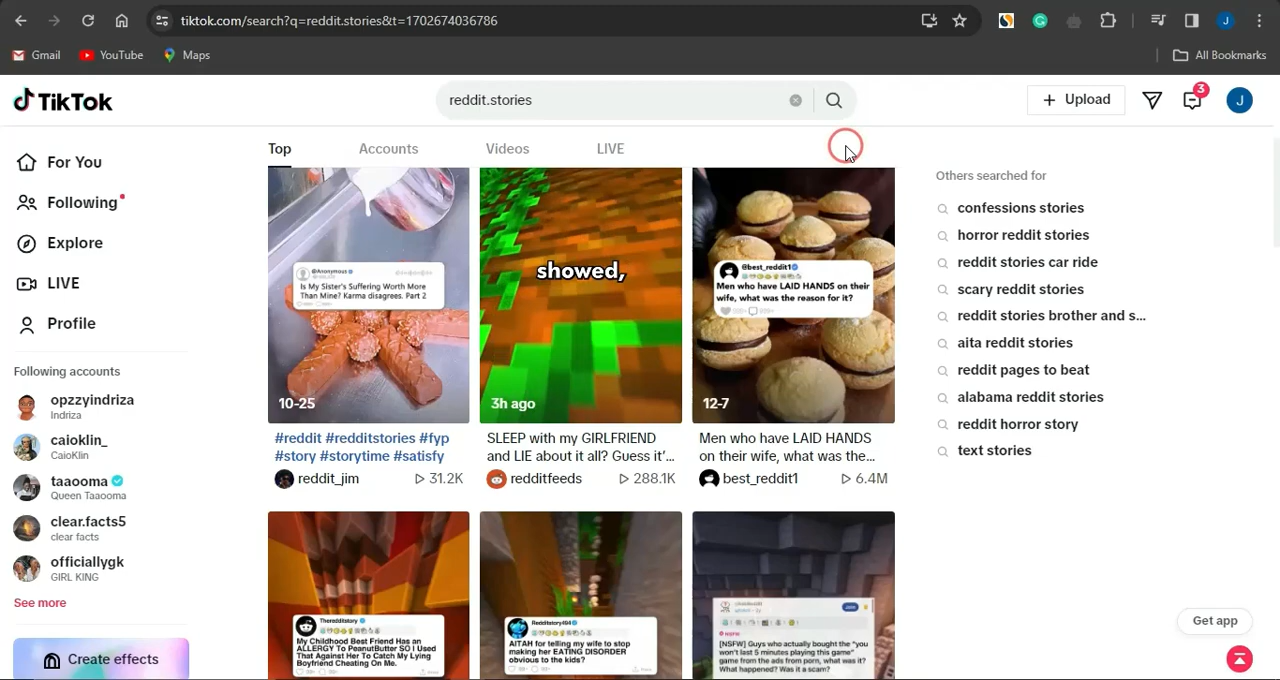 tiktok.com/search?q=reddit.stories&t=1702674036786
Gmail YouTube Maps All Bookmarks
TikTok
reddit.stories
Upload
3
J
For You
Following
Explore
LIVE
Profile
Following accounts
opzzyindriza
Indriza
caioklin_
CaioKlin
taaooma
Queen Taaooma
clear.facts5
clear facts
officiallygk
GIRL KING
See more
Create effects
Top Accounts Videos LIVE
@Anonymous
Is My Sister's Suffering Worth More
Than Mine? Karma disagrees. Part 2
10-25
#reddit #redditstories #fyp
#story #storytime #satisfy
reddit_jim 31.2K
showed,
3h ago
SLEEP with my GIRLFRIEND
and LIE about it all? Guess it'...
redditfeeds 288.1K
@best_reddit1
Men who have LAID HANDS on their
wife, what was the reason for it?
12-7
Men who have LAID HANDS
on their wife, what was the...
best_reddit1 6.4M
Theredditstory
My Childhood Best Friend Has an
ALLERGY To PeanutButter SO I Used
That Against Her To Catch My Lying
Boyfriend Cheating On Me.
Redditstory494
AITAH for telling my wife to stop
making her EATING DISORDER
obvious to the kids?
Join
NSFW
[NSFW] Guys who actually bought the "you
won't last 5 minutes playing this game"
game from the ads from porn, what was it?
What happened? Was it a scam?
Others searched for
confessions stories
horror reddit stories
reddit stories car ride
scary reddit stories
reddit stories brother and s...
aita reddit stories
reddit pages to beat
alabama reddit stories
reddit horror story
text stories
Get app